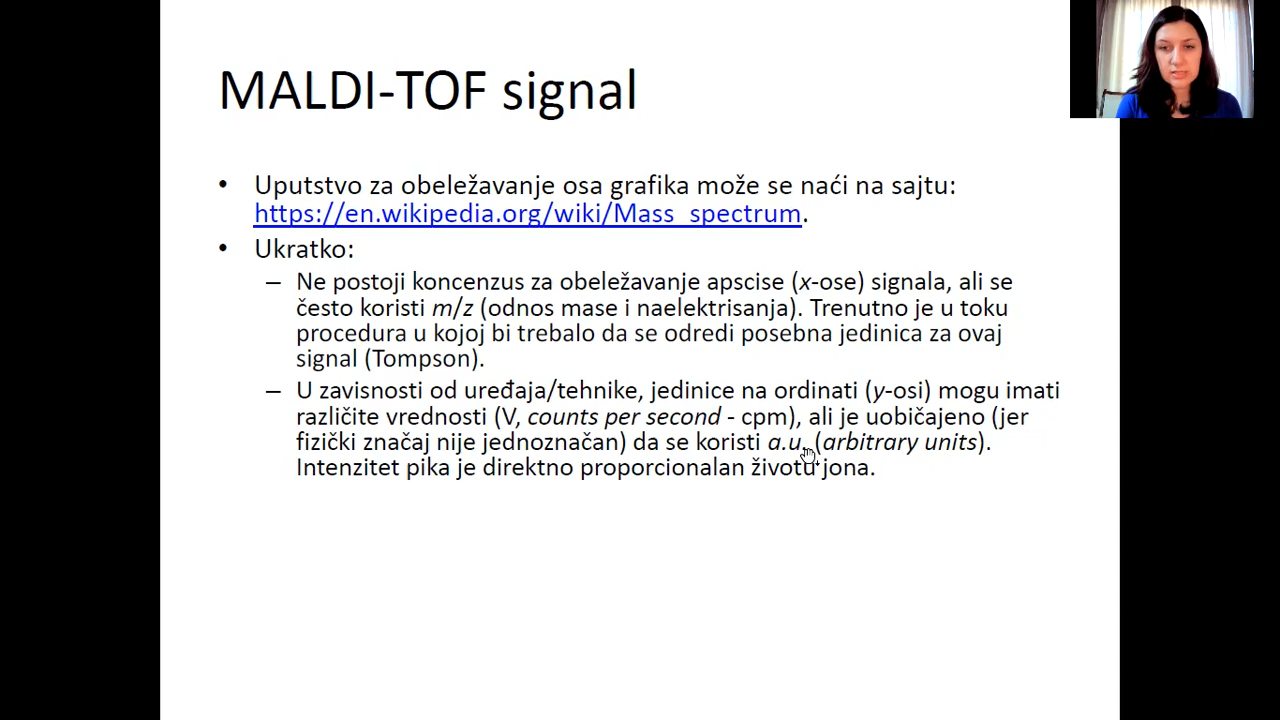 MALDI-TOF signal
• Uputstvo za obeležavanje osa grafika može se naći na sajtu:
https://en.wikipedia.org/wiki/Mass_spectrum.
• Ukratko:
– Ne postoji koncenzus za obeležavanje apscise (x-ose) signala, ali se
često koristi m/z (odnos mase i naelektrisanja). Trenutno je u toku
procedura u kojoj bi trebalo da se odredi posebna jedinica za ovaj
signal (Tompson).
– U zavisnosti od uređaja/tehnike, jedinice na ordinati (y-osi) mogu imati
različite vrednosti (V, counts per second - cpm), ali je uobičajeno (jer
fizički značaj nije jednoznačan) da se koristi a.u. (arbitrary units).
Intenzitet pika je direktno proporcionalan životu jona.